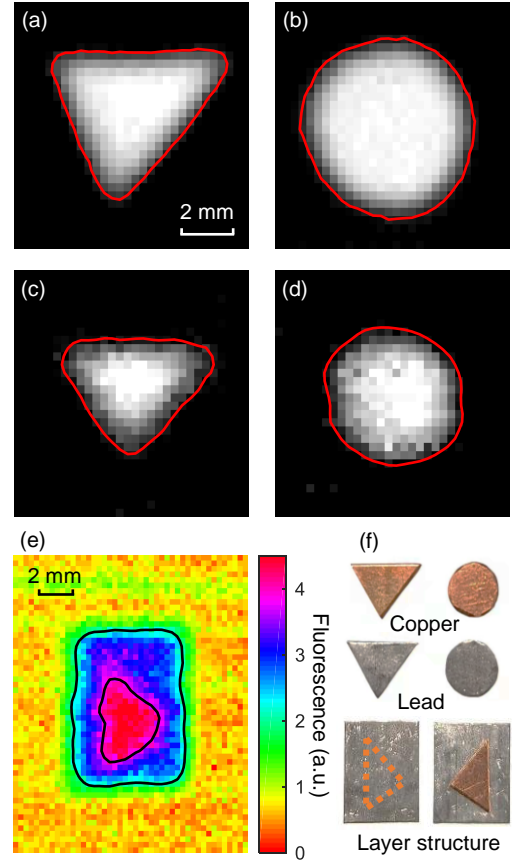 (a)
(b)
2 mm
(c)
(d)
(e)
(f)
2 mm
4
3
2
1
0
Fluorescence (a.u.)
Copper
Lead
Layer structure